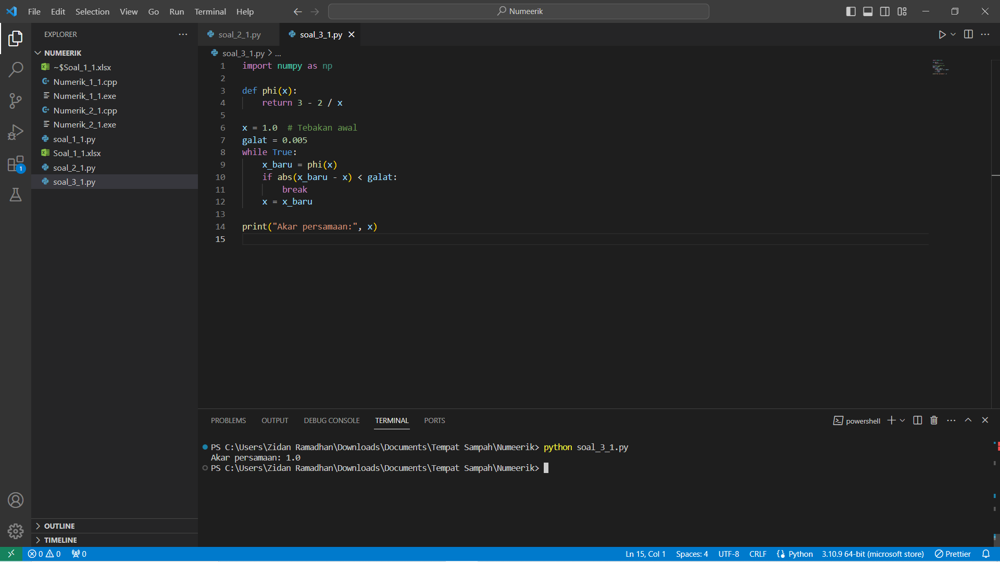 File Edit Selection View Go Run Terminal Help Numeerik
EXPLORER
NUMEERIK
~$Soal_1_1.xlsx
Numerik_1_1.cpp
Numerik_1_1.exe
Numerik_2_1.cpp
Numerik_2_1.exe
soal_1_1.py
Soal_1_1.xlsx
soal_2_1.py
soal_3_1.py
1
OUTLINE
TIMELINE
soal_2_1.py soal_3_1.py
soal_3_1.py > ...
1 import numpy as np
2
3 def phi(x):
4     return 3 - 2 / x
5
6 x = 1.0  # Tebakan awal
7 galat = 0.005
8 while True:
9     x_baru = phi(x)
10     if abs(x_baru - x) < galat:
11         break
12     x = x_baru
13
14 print("Akar persamaan:", x)
15
PROBLEMS OUTPUT DEBUG CONSOLE TERMINAL PORTS powershell
PS C:\Users\Zidan Ramadhan\Downloads\Documents\Tempat Sampah\Numeerik> python soal_3_1.py
Akar persamaan: 1.0
PS C:\Users\Zidan Ramadhan\Downloads\Documents\Tempat Sampah\Numeerik>
0 0 0 Ln 15, Col 1 Spaces: 4 UTF-8 CRLF Python 3.10.9 64-bit (microsoft store) Prettier